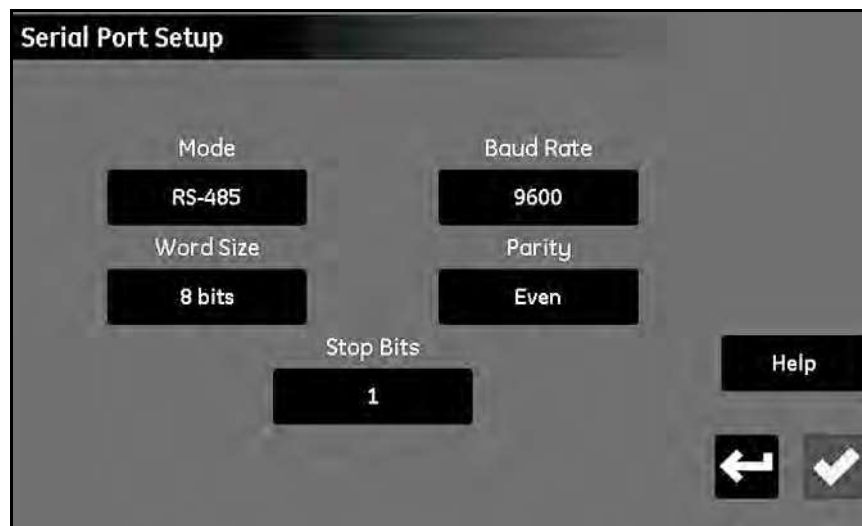 Serial Port Setup
Mode
Baud Rate
RS-485
9600
Word Size
Parity
8 bits
Even
Stop Bits
1
Help